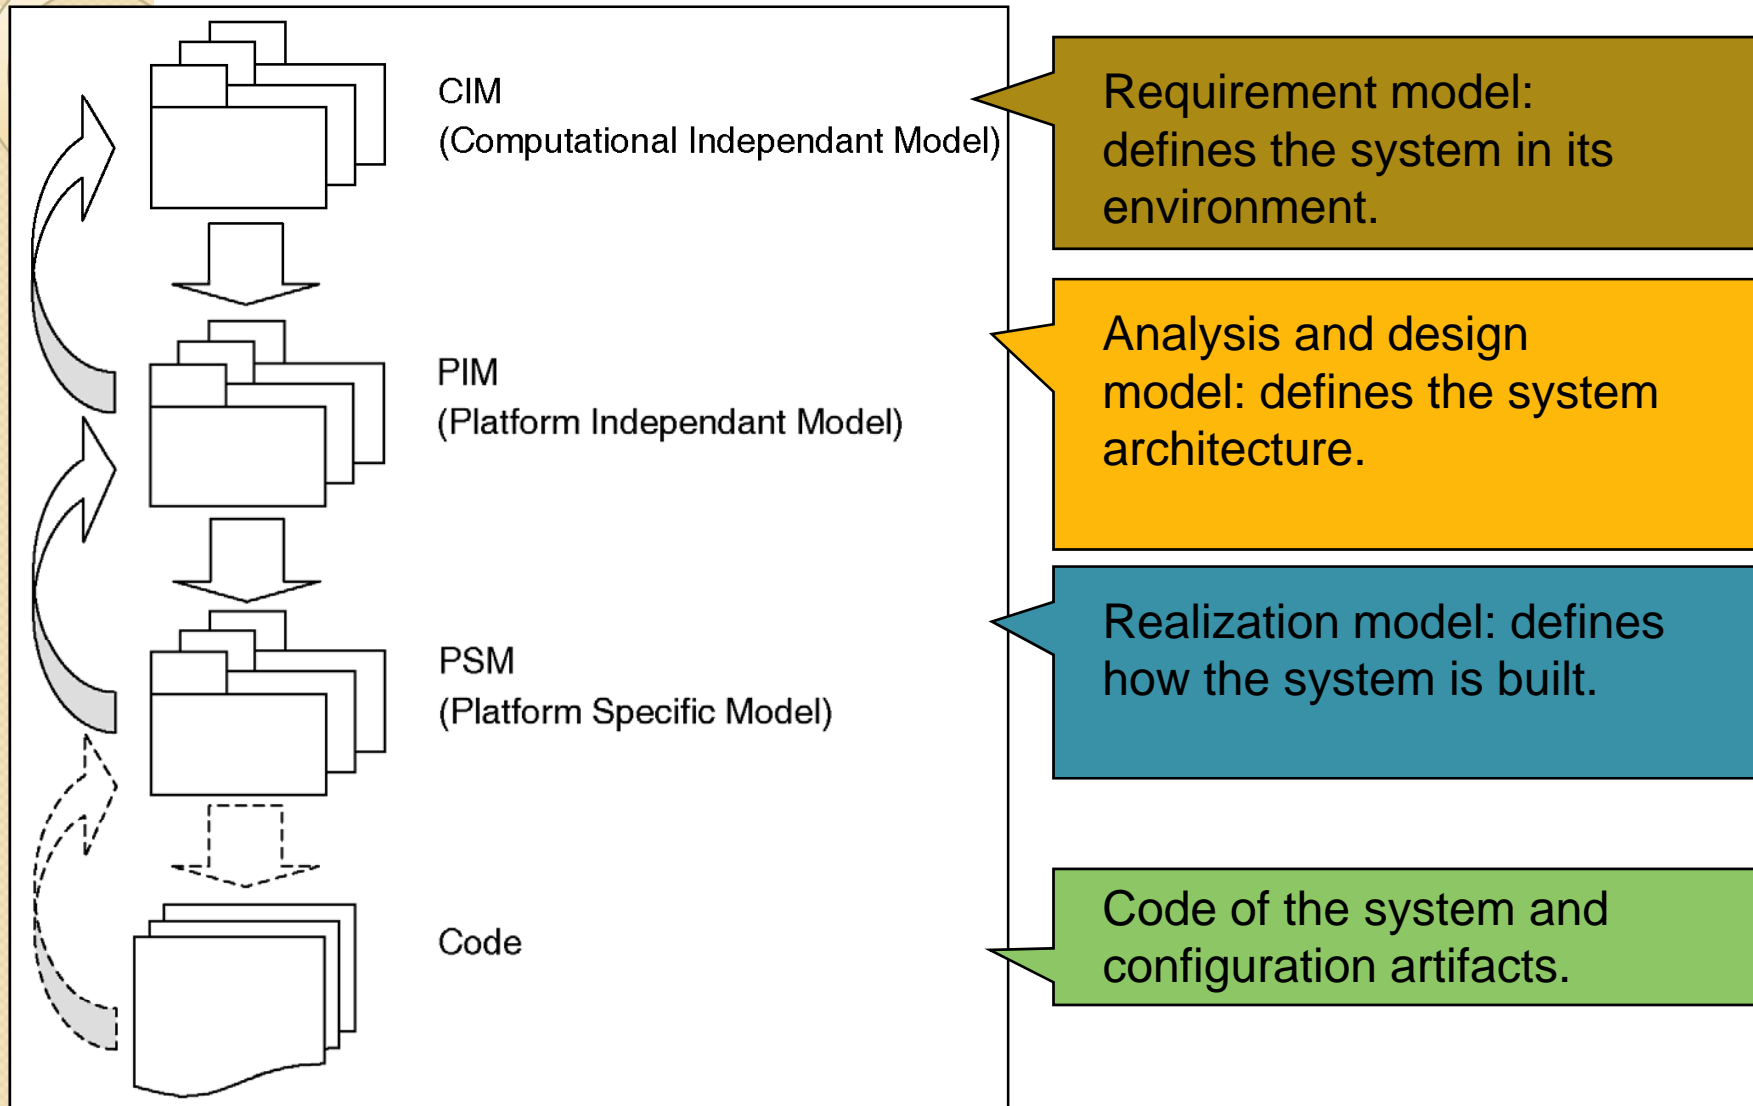 CIM
(Computational Independant Model)
Requirement model:
defines the system in its
environment.
PIM
(Platform Independant Model)
Analysis and design
model: defines the system
architecture.
PSM
(Platform Specific Model)
Realization model: defines
how the system is built.
Code
Code of the system and
configuration artifacts.